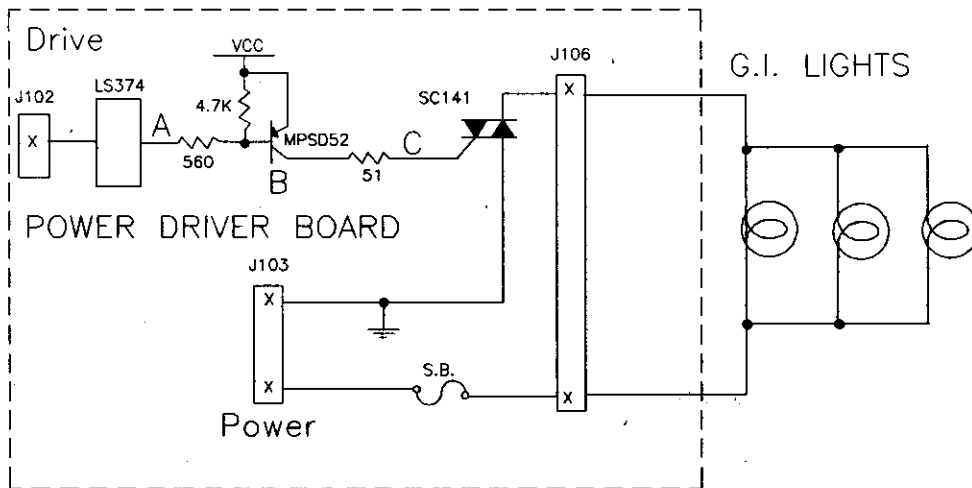 Drive
VCC
J106
G.I. LIGHTS
J102
LS374
4.7K
SC141
X
A
MPSD52
C
X
560
B
51
POWER DRIVER BOARD
J103
X
S.B.
X
X
Power